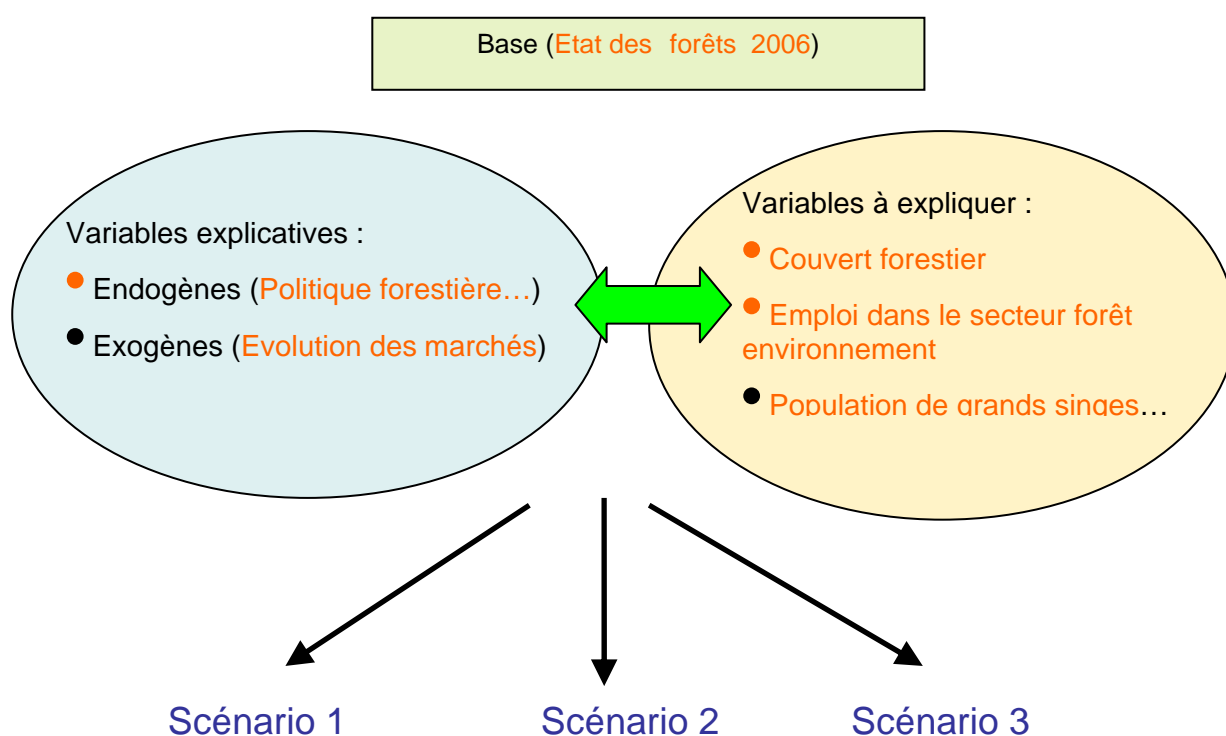 Base (Etat des forêts 2006)
Variables explicatives :
• Endogènes (Politique forestière…)
• Exogènes (Evolution des marchés)
Variables à expliquer :
• Couvert forestier
• Emploi dans le secteur forêt
environnement
• Population de grands singes…
Scénario 1
Scénario 2
Scénario 3